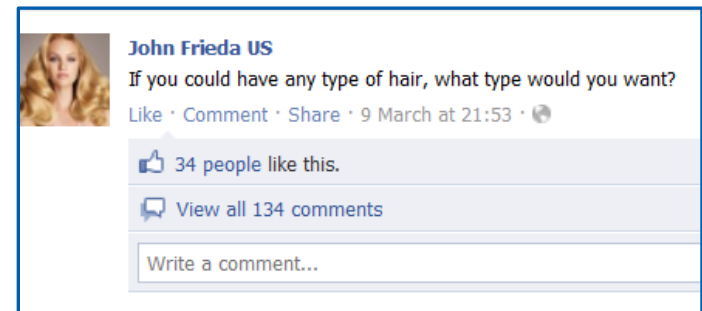 John Frieda US
If you could have any type of hair, what type would you want?
Like · Comment · Share · 9 March at 21:53 ·
34 people like this.
View all 134 comments
Write a comment...